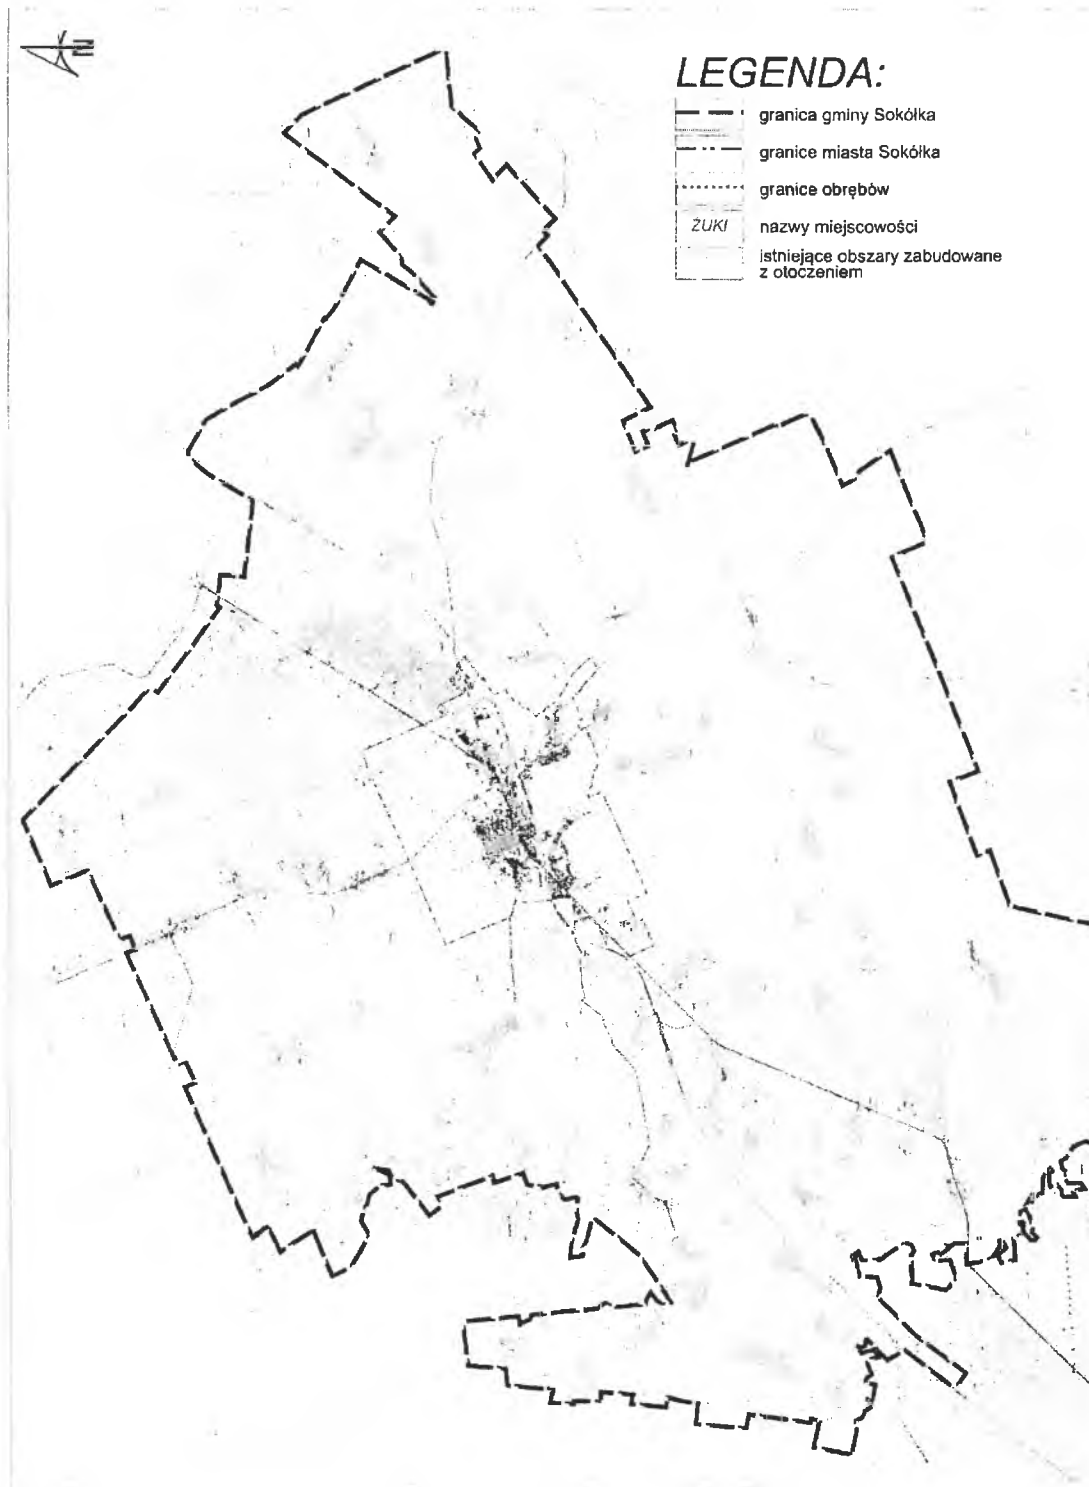 LEGENDA:
granica gminy Sokółka
granice miasta Sokółka
granice obrębów
ŻUKI nazwy miejscowości
istniejące obszary zabudowane
z otoczeniem